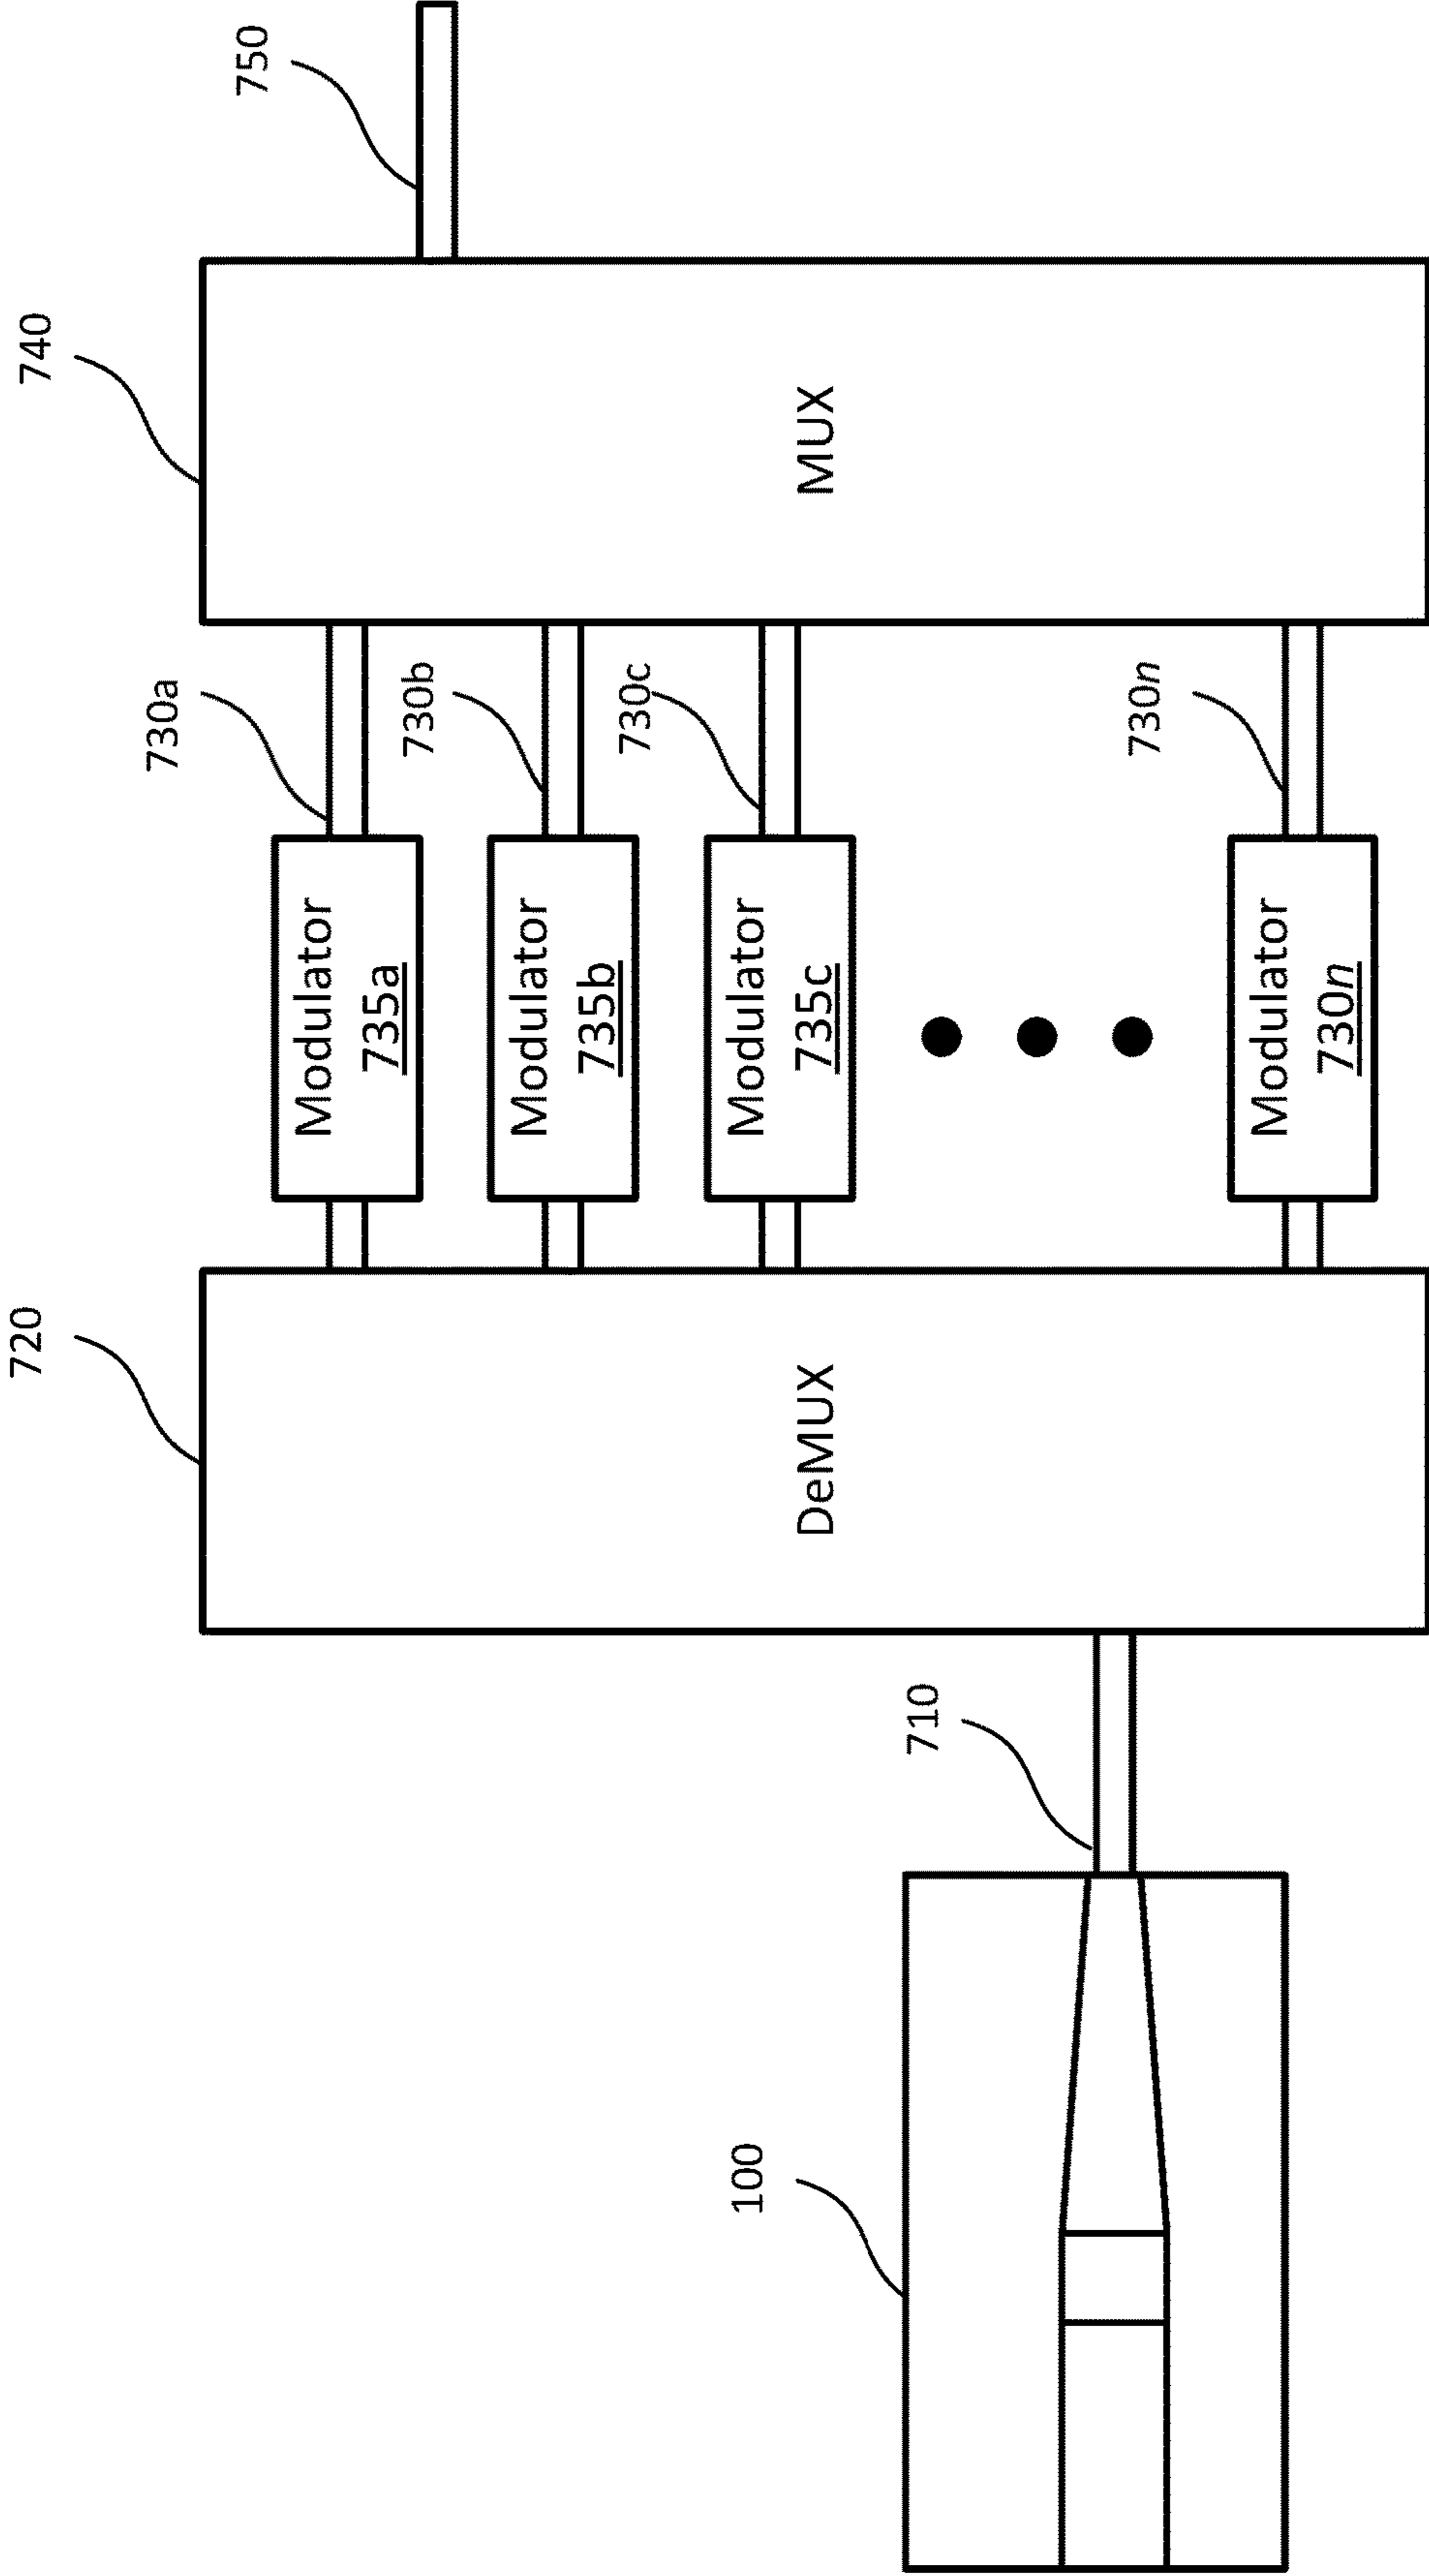 100
710
720
DeMUX
Modulator
735a
Modulator
735b
Modulator
735c
Modulator
730n
730a
730b
730c
730n
740
MUX
750